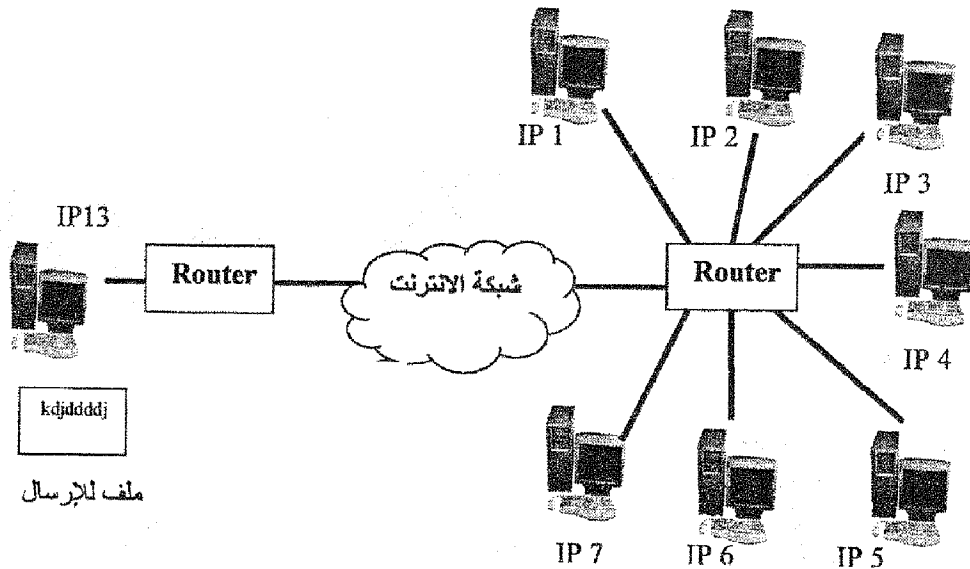 IP 1
IP 2
IP 3
IP13
Router
شبكة الانترنت
Router
IP 4
kdjddddj
ملف للإرسال
IP 7
IP 6
IP 5